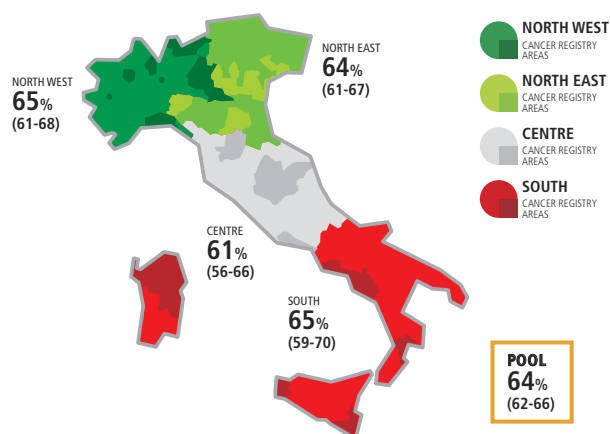 NORTH WEST
65%
(61-68)
NORTH EAST
64%
(61-67)
CENTRE
61%
(56-66)
SOUTH
65%
(59-70)
NORTH WEST
CANCER REGISTRY
AREAS
NORTH EAST
CANCER REGISTRY
AREAS
CENTRE
CANCER REGISTRY
AREAS
SOUTH
CANCER REGISTRY
AREAS
POOL
64%
(62-66)